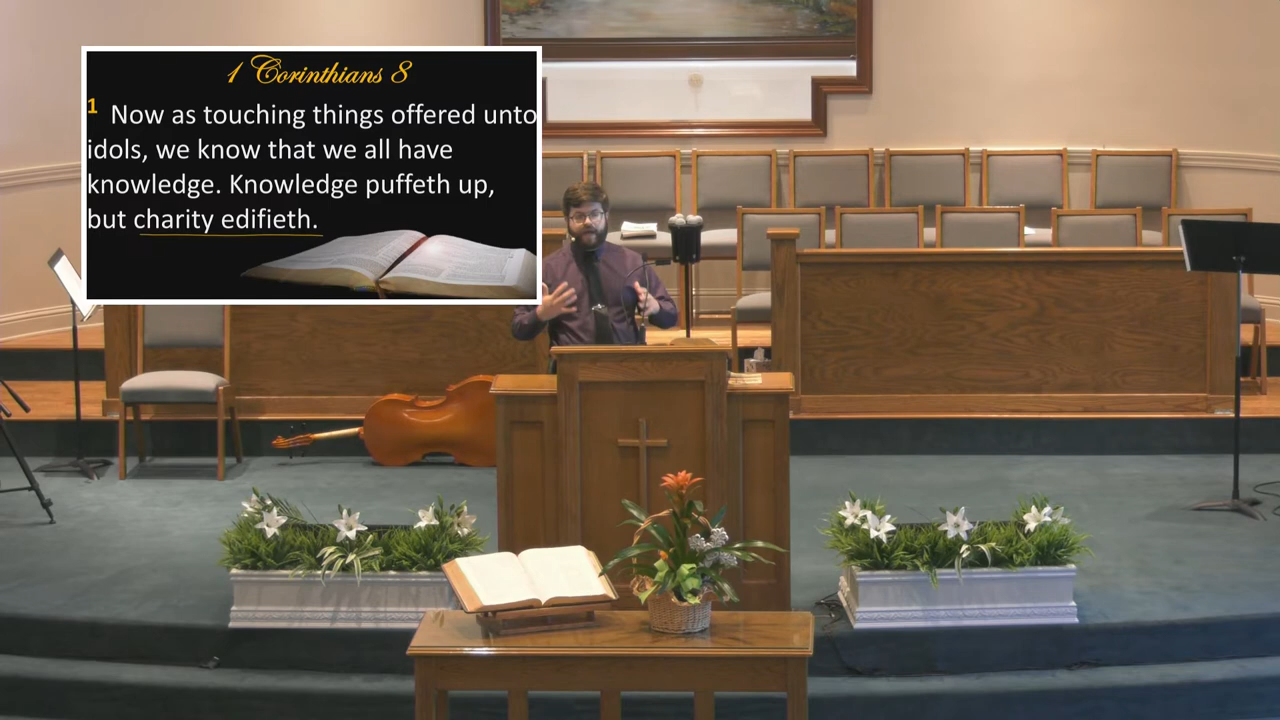 1 Corinthians 8
1 Now as touching things offered unto
idols, we know that we all have
knowledge. Knowledge puffeth up,
but charity edifieth.